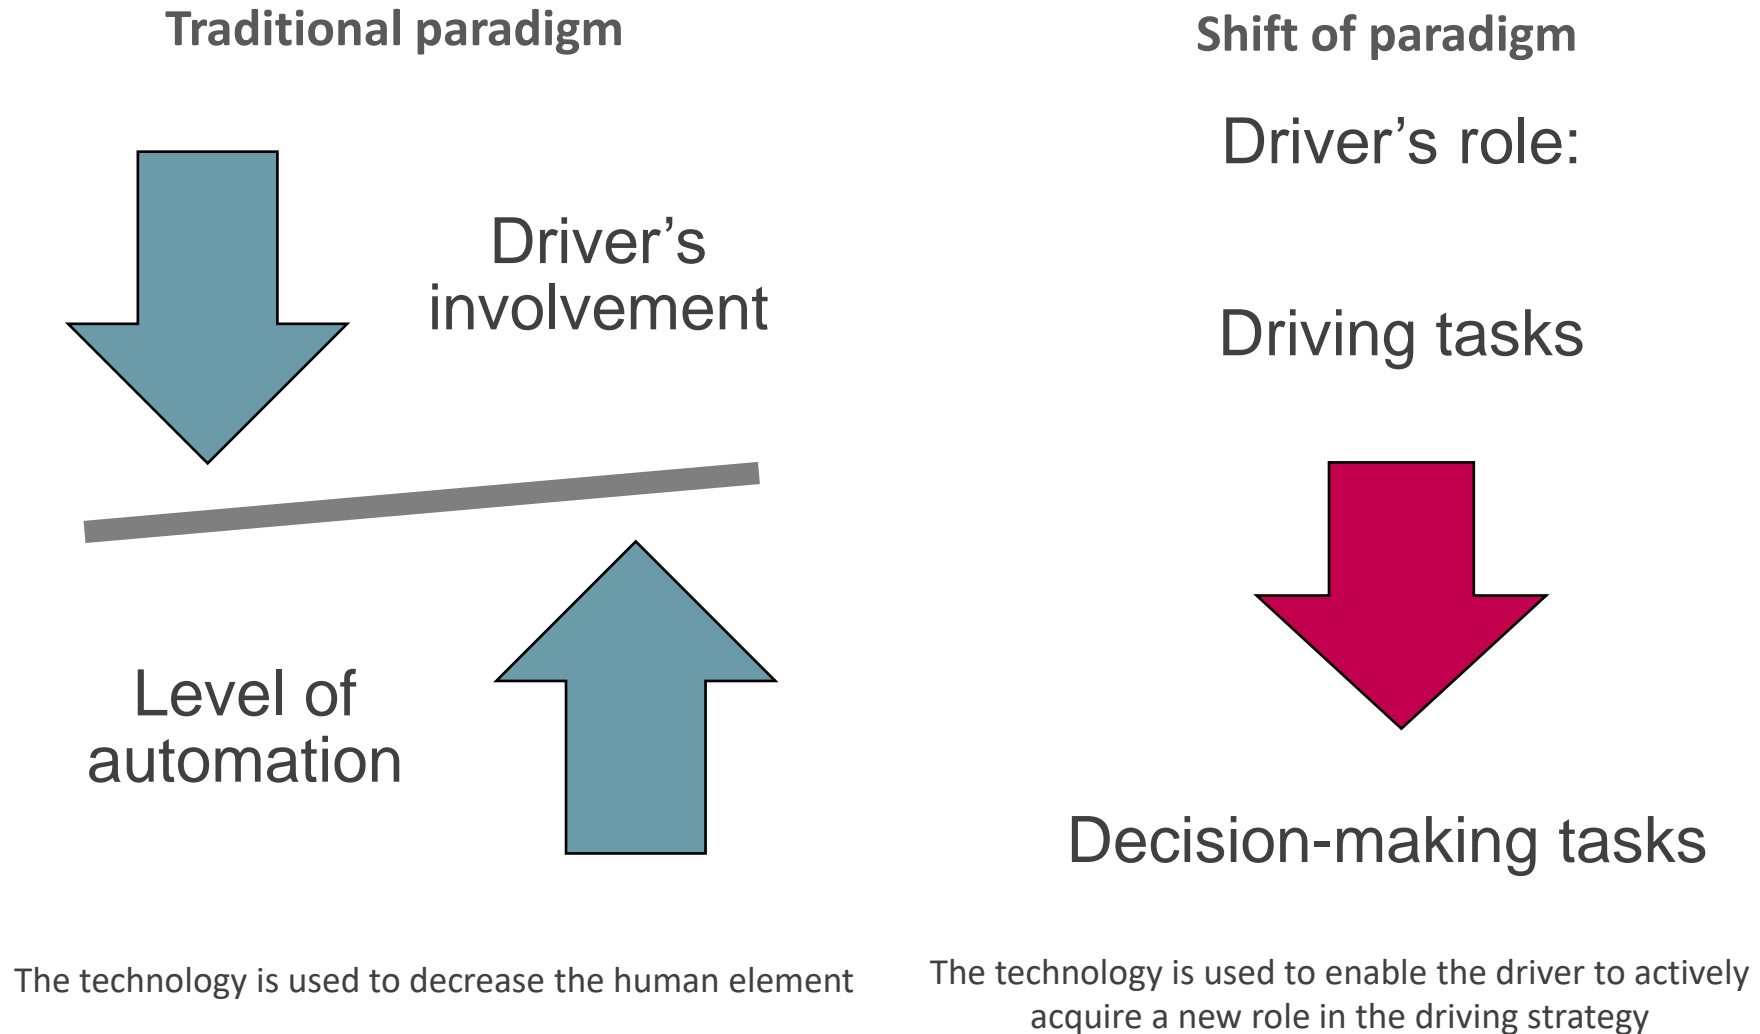 Traditional paradigm
Driver’s
involvement
Level of
automation
The technology is used to decrease the human element
Shift of paradigm
Driver’s role:
Driving tasks
Decision-making tasks
The technology is used to enable the driver to actively
acquire a new role in the driving strategy